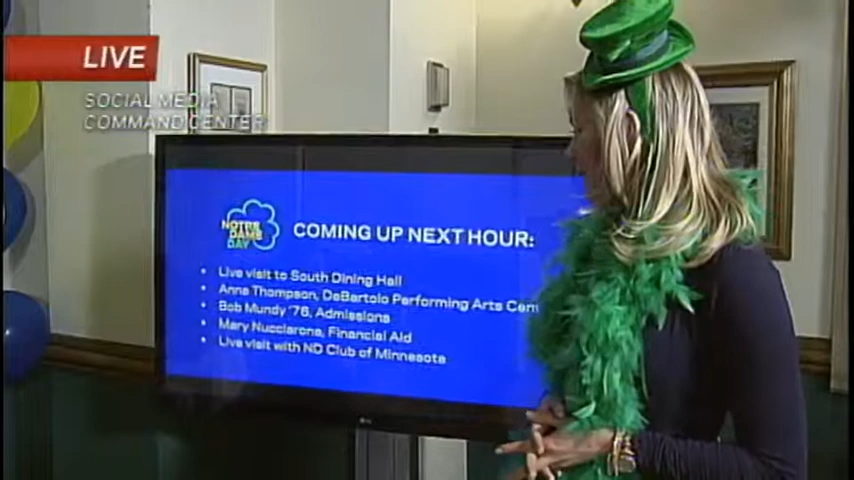 LIVE
SOCIAL MEDIA
COMMAND CENTER
NOTRE
DAME
DAY
COMING UP NEXT HOUR:
• Live visit to South Dining Hall
• Anna Thompson, DeBartolo Performing Arts Cent
• Bob Mundy '76, Admissions
• Mary Nucciarone, Financial Aid
• Live visit with ND Club of Minnesota
LG